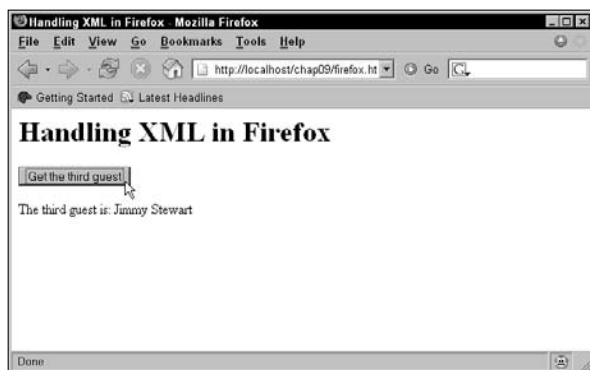 Handling XML in Firefox - Mozilla Firefox
File Edit View Go Bookmarks Tools Help
http://localhost/chap09/firefox.ht Go
Getting Started Latest Headlines
Handling XML in Firefox
Get the third guest
The third guest is: Jimmy Stewart
Done